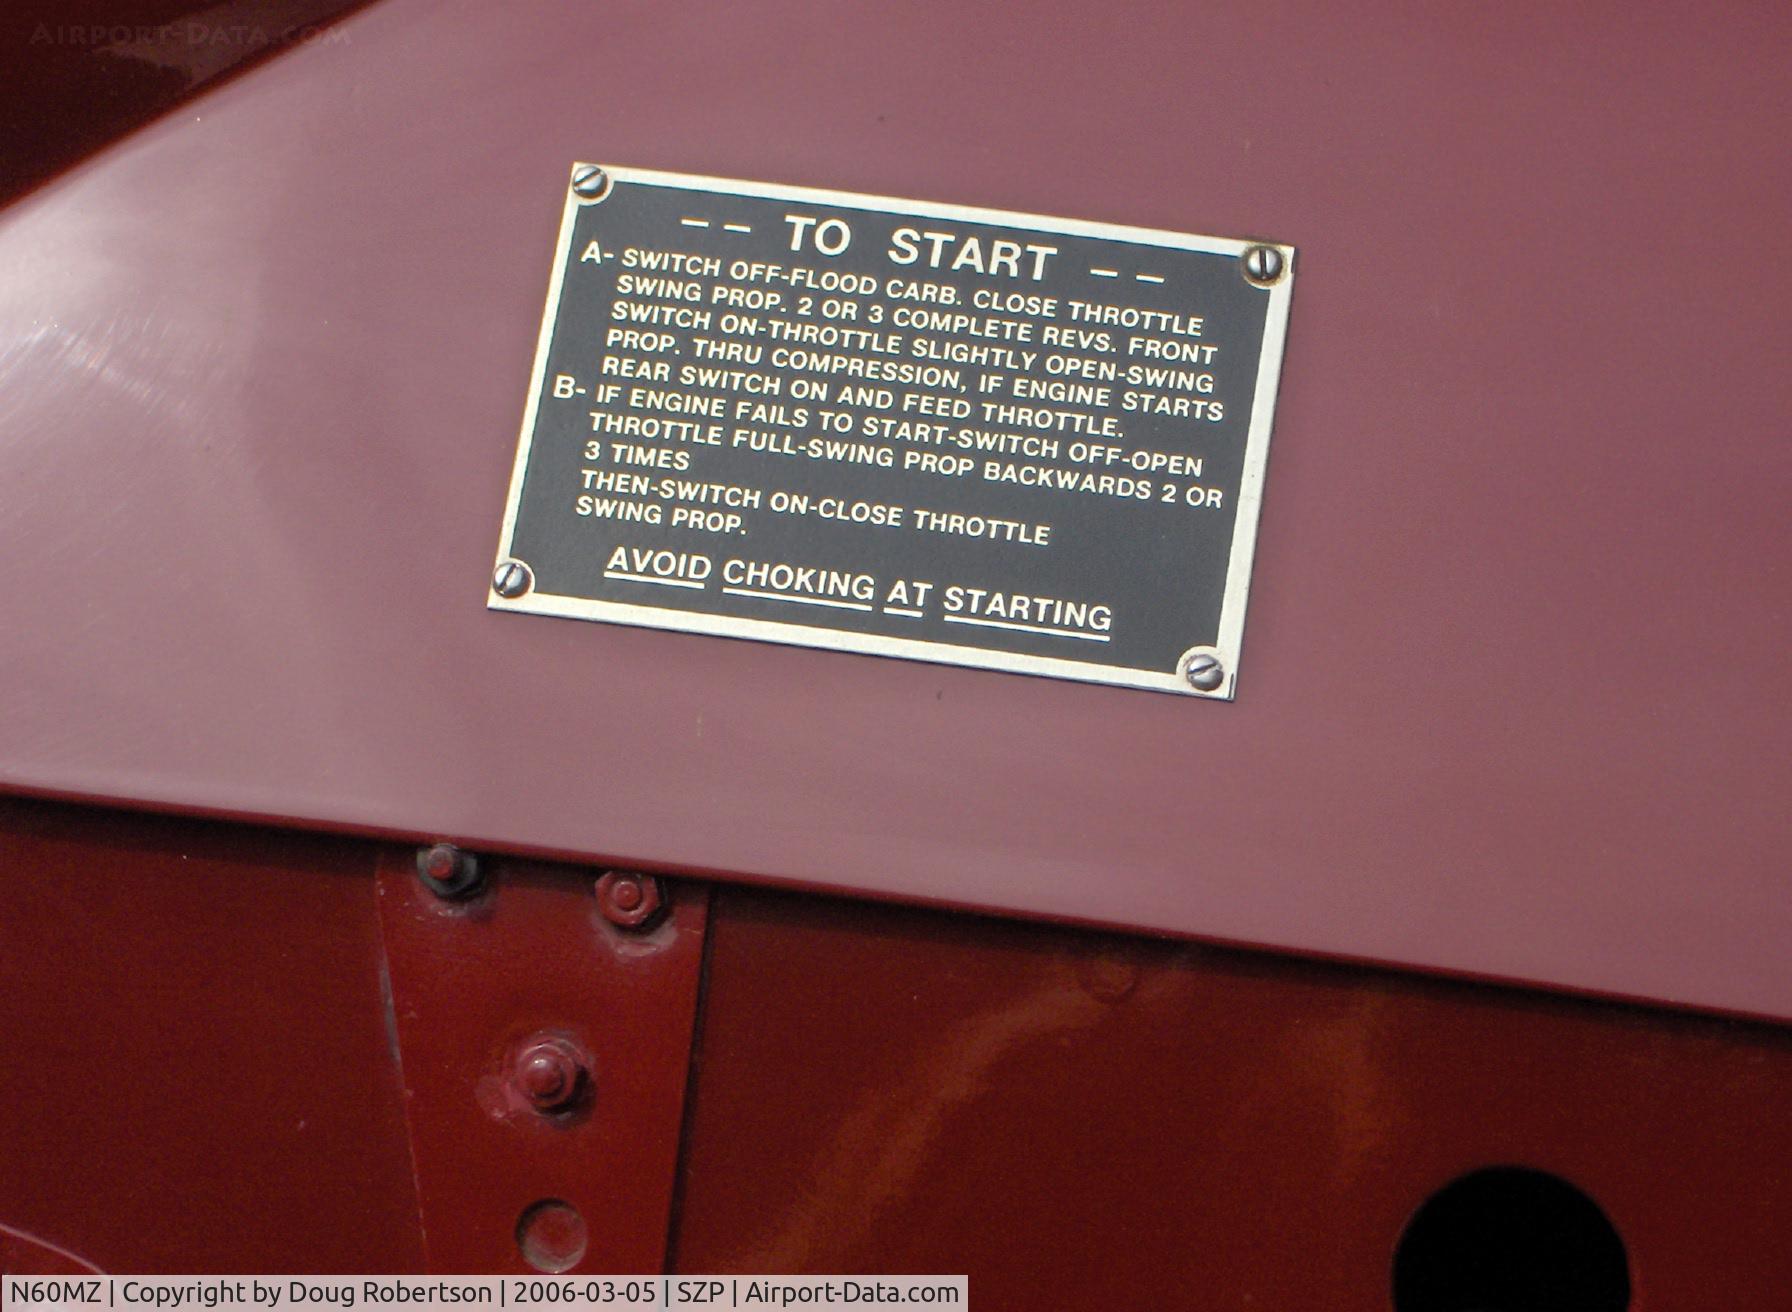 AIRPORT-DATA.COM
-- TO START --
A- SWITCH OFF-FLOOD CARB. CLOSE THROTTLE
SWING PROP. 2 OR 3 COMPLETE REVS. FRONT
SWITCH ON-THROTTLE SLIGHTLY OPEN-SWING
PROP. THRU COMPRESSION, IF ENGINE STARTS
REAR SWITCH ON AND FEED THROTTLE.
B- IF ENGINE FAILS TO START-SWITCH OFF-OPEN
THROTTLE FULL-SWING PROP BACKWARDS 2 OR
3 TIMES
THEN-SWITCH ON-CLOSE THROTTLE
SWING PROP.
AVOID CHOKING AT STARTING
N60MZ | Copyright by Doug Robertson | 2006-03-05 | SZP | Airport-Data.com